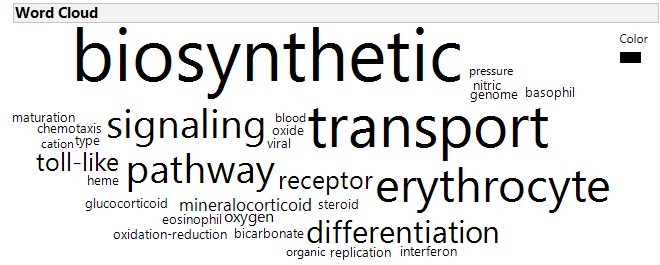 Word Cloud
Color
biosynthetic
pressure
nitric
genome
basophil
maturation
chemotaxis
cation
type
signaling
blood
oxide
viral
transport
toll-like
heme
pathway
receptor
erythrocyte
glucocorticoid
mineralocorticoid
steroid
eosinophil
oxygen
oxidation-reduction
bicarbonate
differentiation
organic
replication
interferon